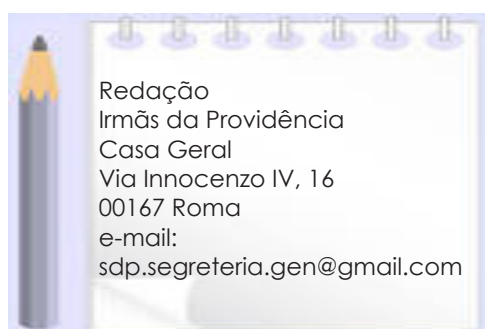 Redação
Irmãs da Providência
Casa Geral
Via Innocenzo IV, 16
00167 Roma
e-mail:
sdp.segreteria.gen@gmail.com